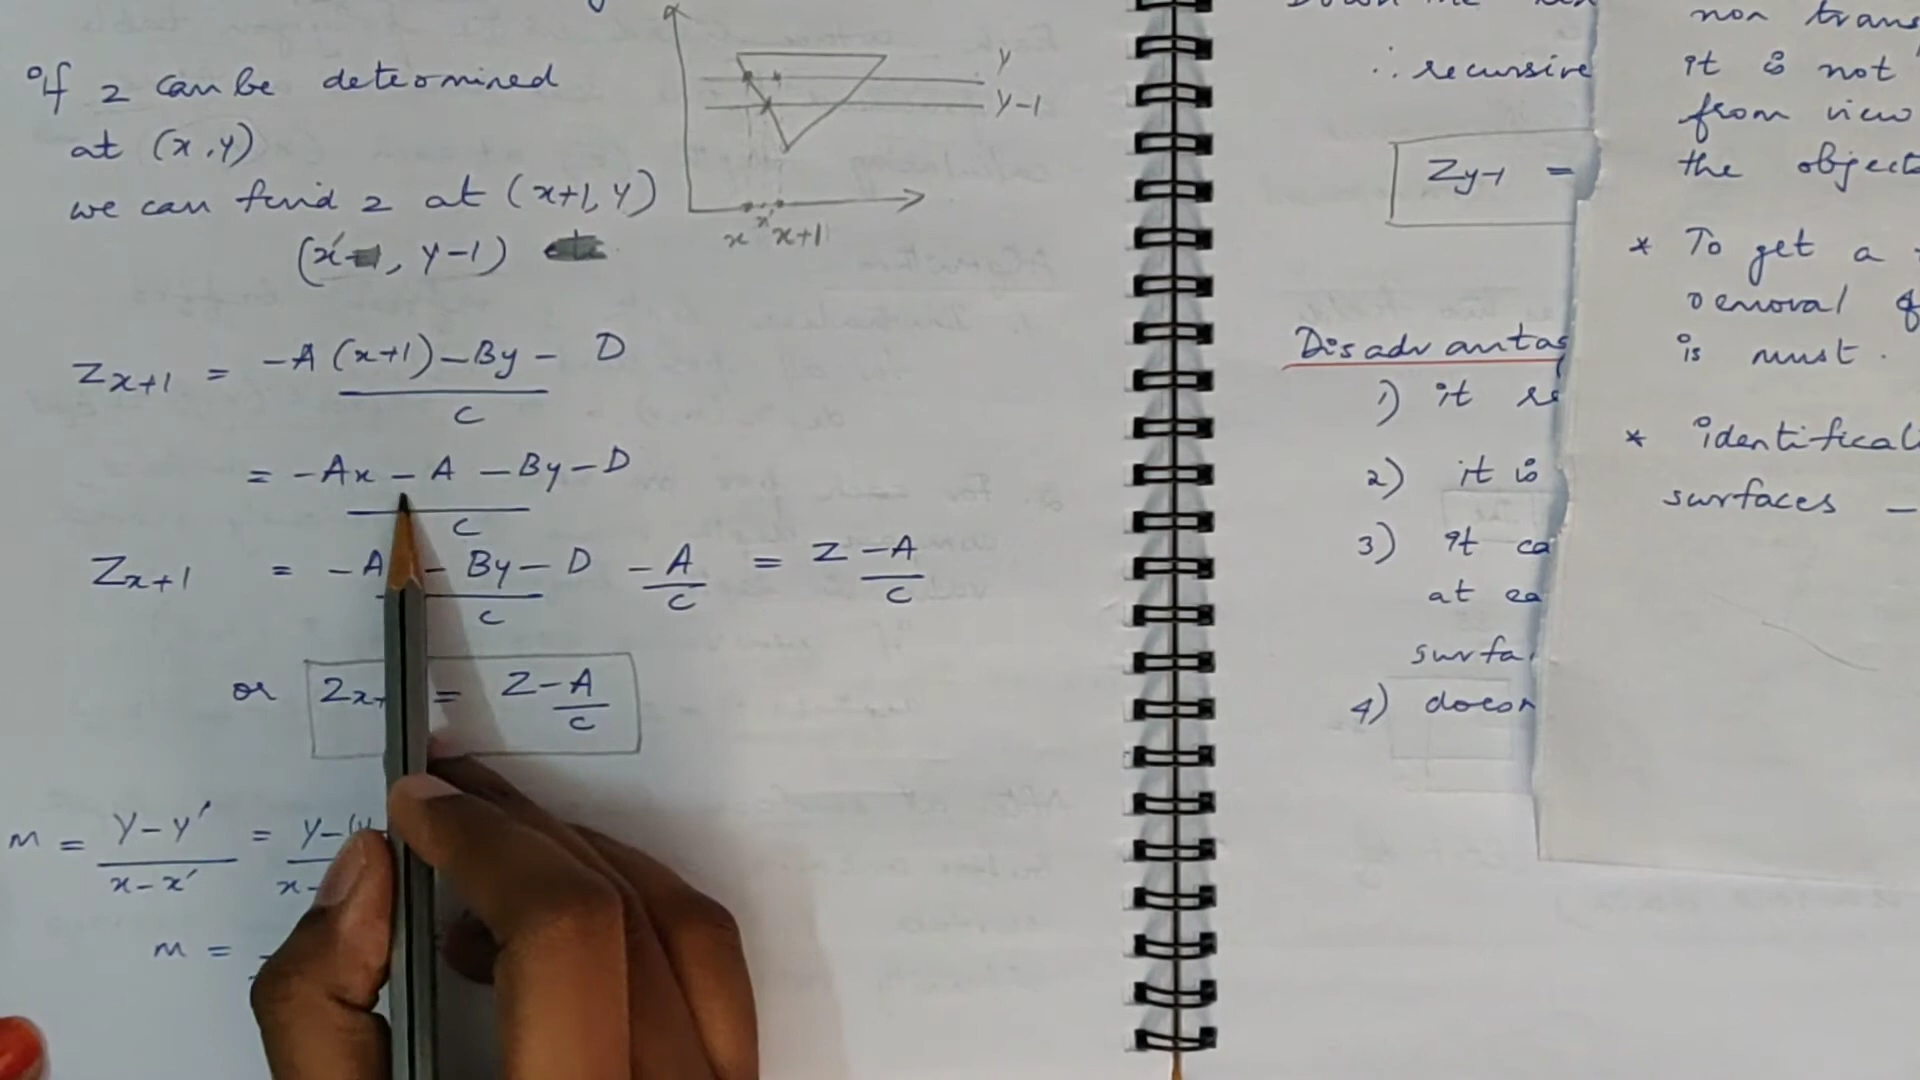 If z can be determined
at (x,y)
we can find z at (x+1, y)
(x', y-1)
y
y-1
x x' x+1
Zx+1 = -A(x+1) - By - D
C
= -Ax - A - By - D
C
Zx+1 = -A - By - D - A = Z - A
C C C
or Z = Z - A
C
m = y - y' = y-(y
x - x' x-
m =
∴ recursive
Zy-1 =
Disadvantag
1) it re
2) it is
3) it ca
at ea
surfa
4) doesn
non trans
it is not
from view
the object
* To get a
removal of
is must.
* identificati
surfaces -